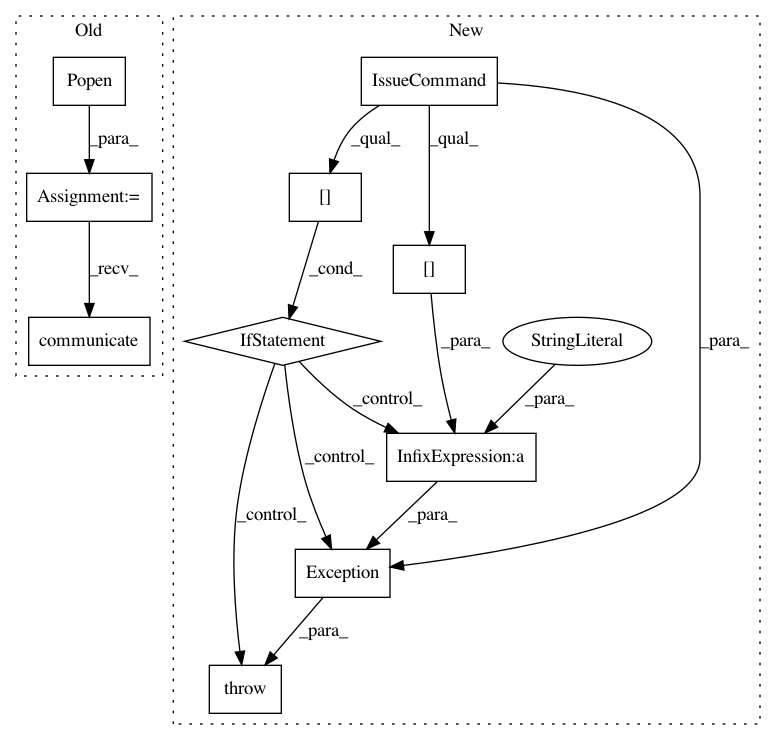 Old
New
Popen
IssueCommand
_para_
_qual_
_qual_
Assignment:=
[]
_recv_
_cond_
[]
communicate
IfStatement
_para_
StringLiteral
_para_
_control_
_para_
InfixExpression:a
_control_
_control_
_para_
Exception
_para_
throw